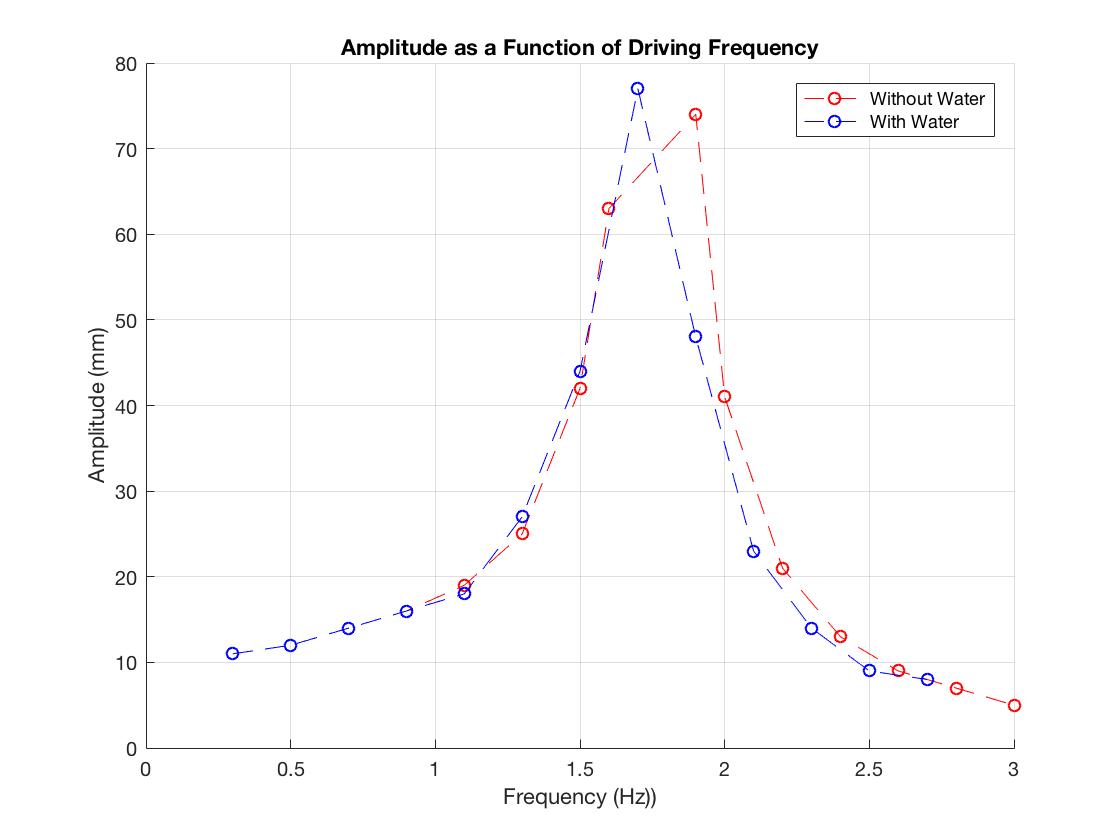 Amplitude as a Function of Driving Frequency
80
70
60
50
40
30
20
10
0
Amplitude (mm)
Without Water
With Water
0 0.5 1 1.5 2 2.5 3
Frequency (Hz))